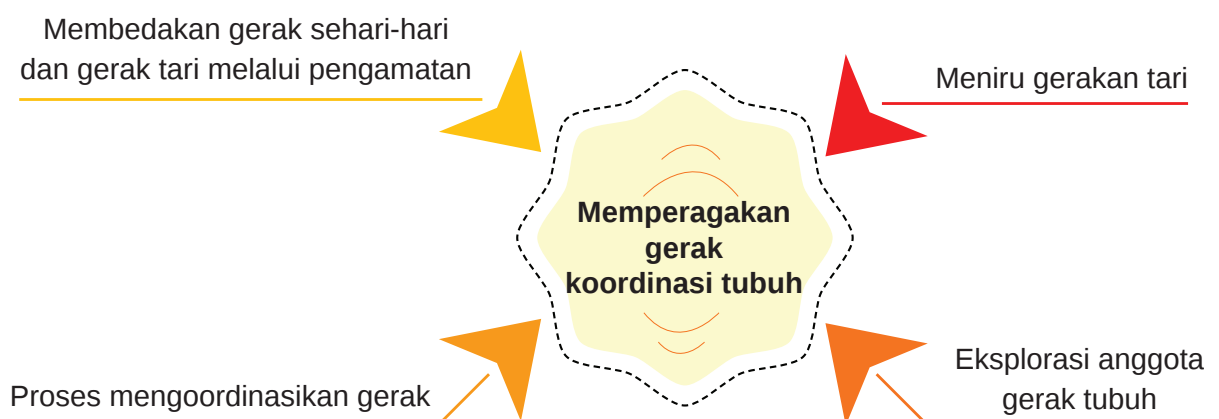 Membedakan gerak sehari-hari
dan gerak tari melalui pengamatan
Meniru gerakan tari
Memperagakan
gerak
koordinasi tubuh
Proses mengoordinasikan gerak
Eksplorasi anggota
gerak tubuh